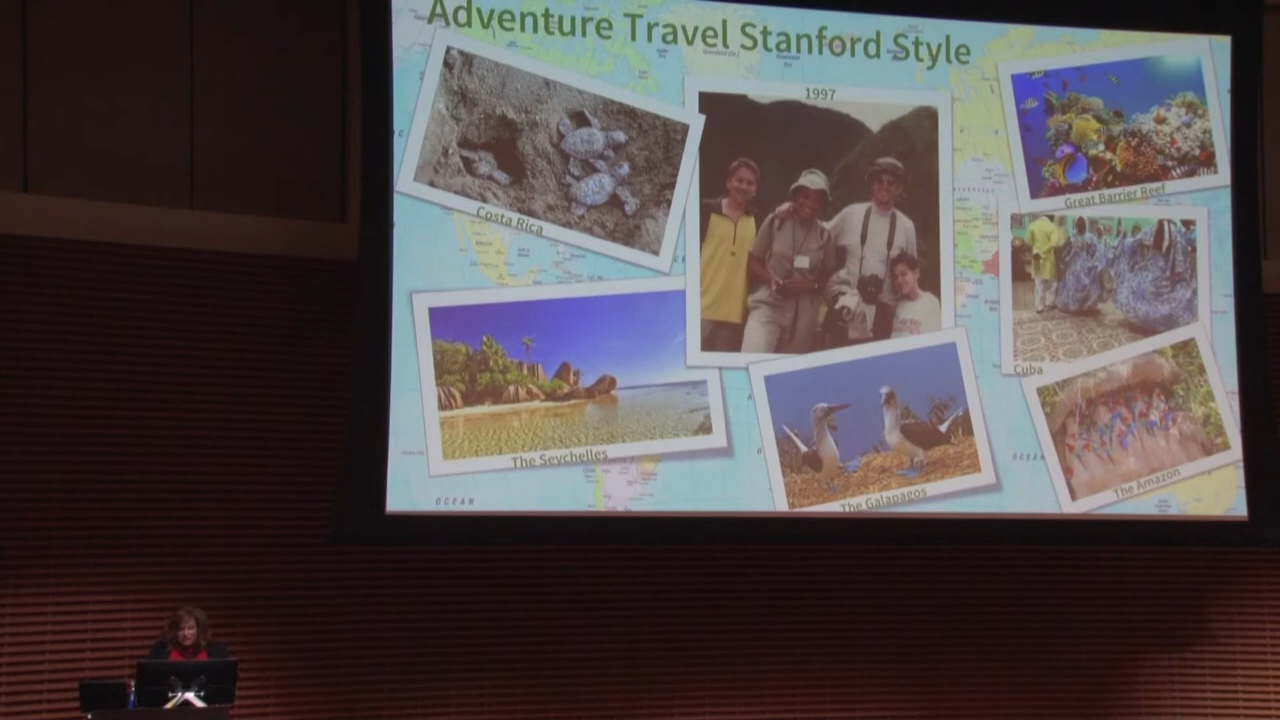 Adventure Travel Stanford Style
1997
Costa Rica
Great Barrier Reef
Cuba
The Seychelles
The Galapagos
The Amazon
OCEAN
OCEAN